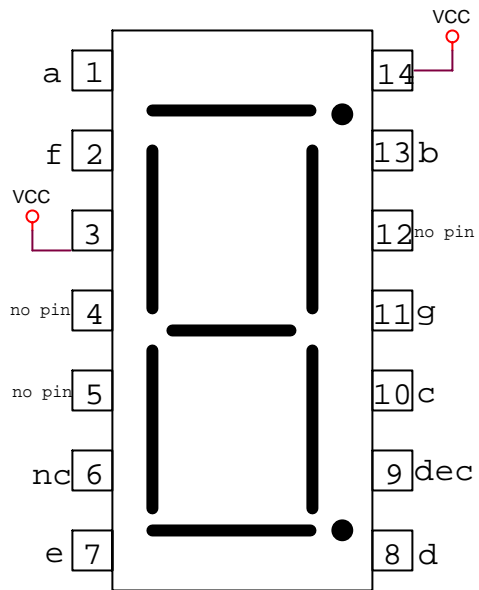 VCC
a 1 14
f 2 13 b
VCC
3 12 no pin
no pin 4 11 g
no pin 5 10 c
nc 6 9 dec
e 7 8 d